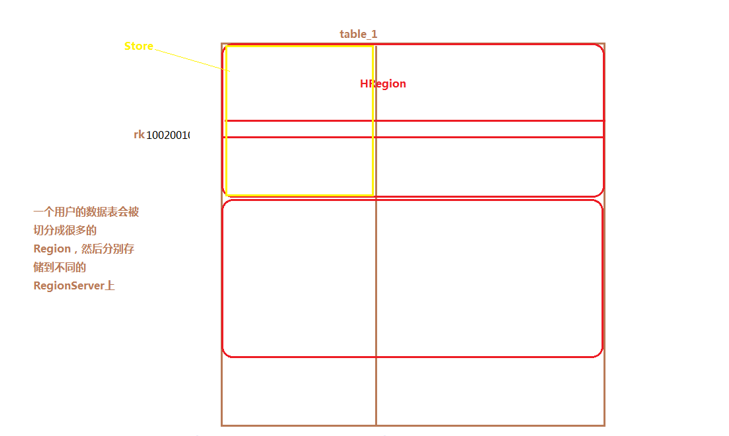 table_1
Store
HRegion
rk 10020010
一个用户的数据表会被
切分成很多的
Region，然后分别存
储到不同的
RegionServer上